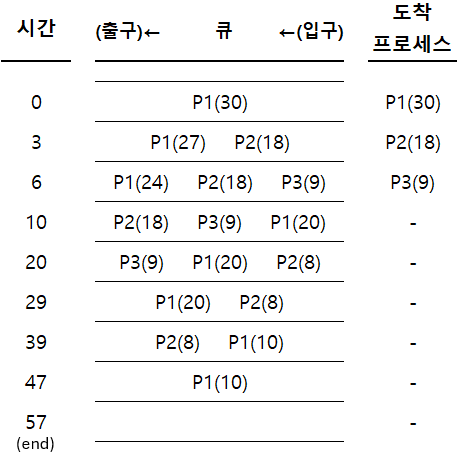 시간 (출구)← 큐 ←(입구) 도착
프로세스
0 P1(30) P1(30)
3 P1(27) P2(18) P2(18)
6 P1(24) P2(18) P3(9) P3(9)
10 P2(18) P3(9) P1(20) -
20 P3(9) P1(20) P2(8) -
29 P1(20) P2(8) -
39 P2(8) P1(10) -
47 P1(10) -
57 -
(end)